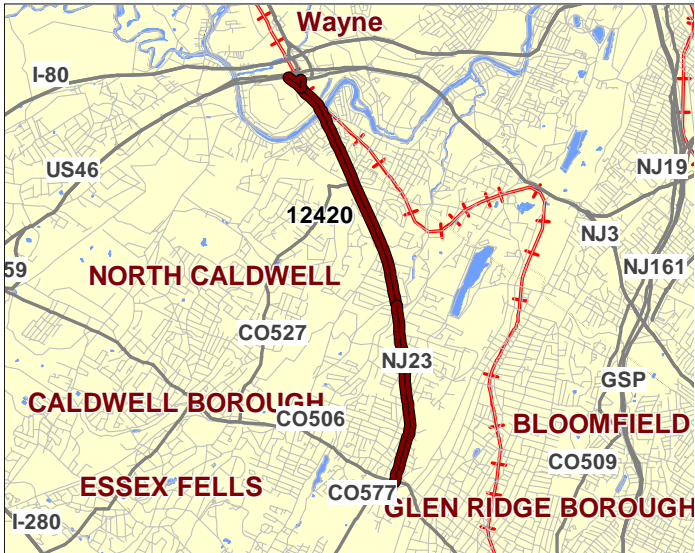 Wayne
I-80
US46
NJ19
12420
NJ3
59
NORTH CALDWELL
NJ161
CO527
NJ23
GSP
CALDWELL BOROUGH
CO506
BLOOMFIELD
CO509
ESSEX FELLS
CO577
GLEN RIDGE BOROUGH
I-280